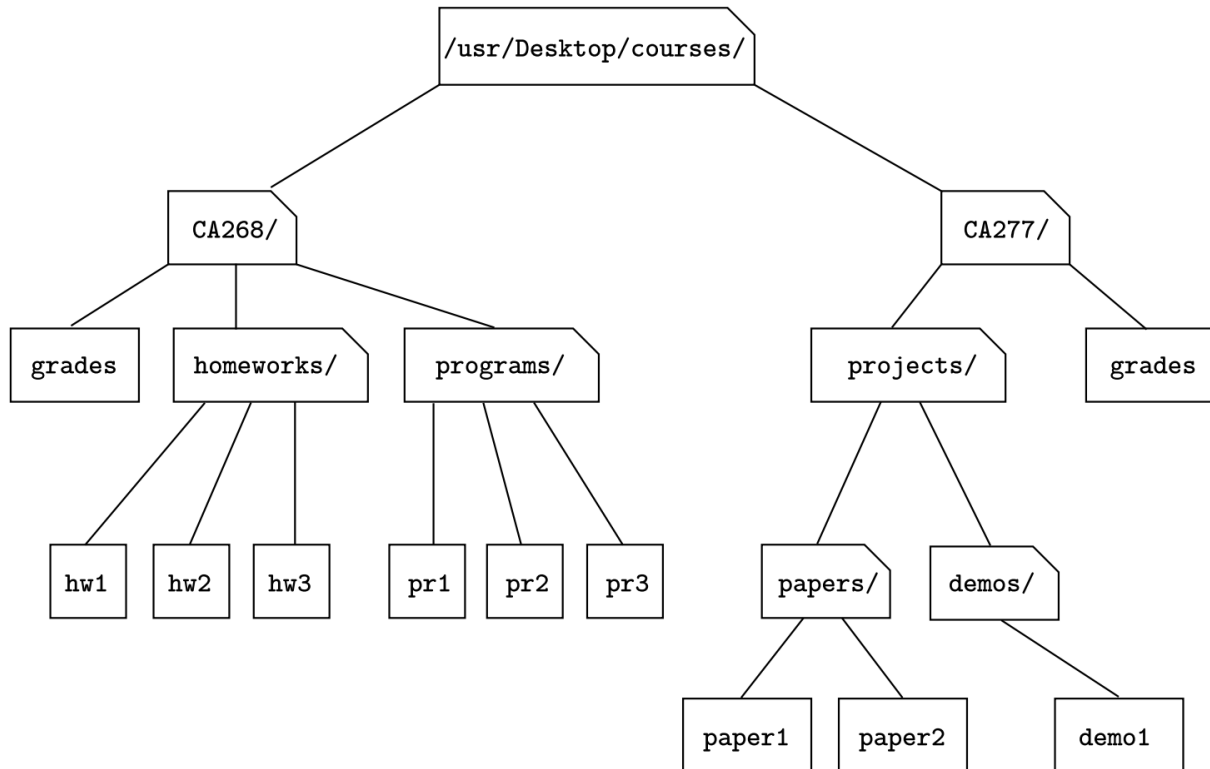 /usr/Desktop/courses/
CA268/
CA277/
grades
homeworks/
programs/
projects/
grades
hw1
hw2
hw3
pr1
pr2
pr3
papers/
demos/
paper1
paper2
demo1